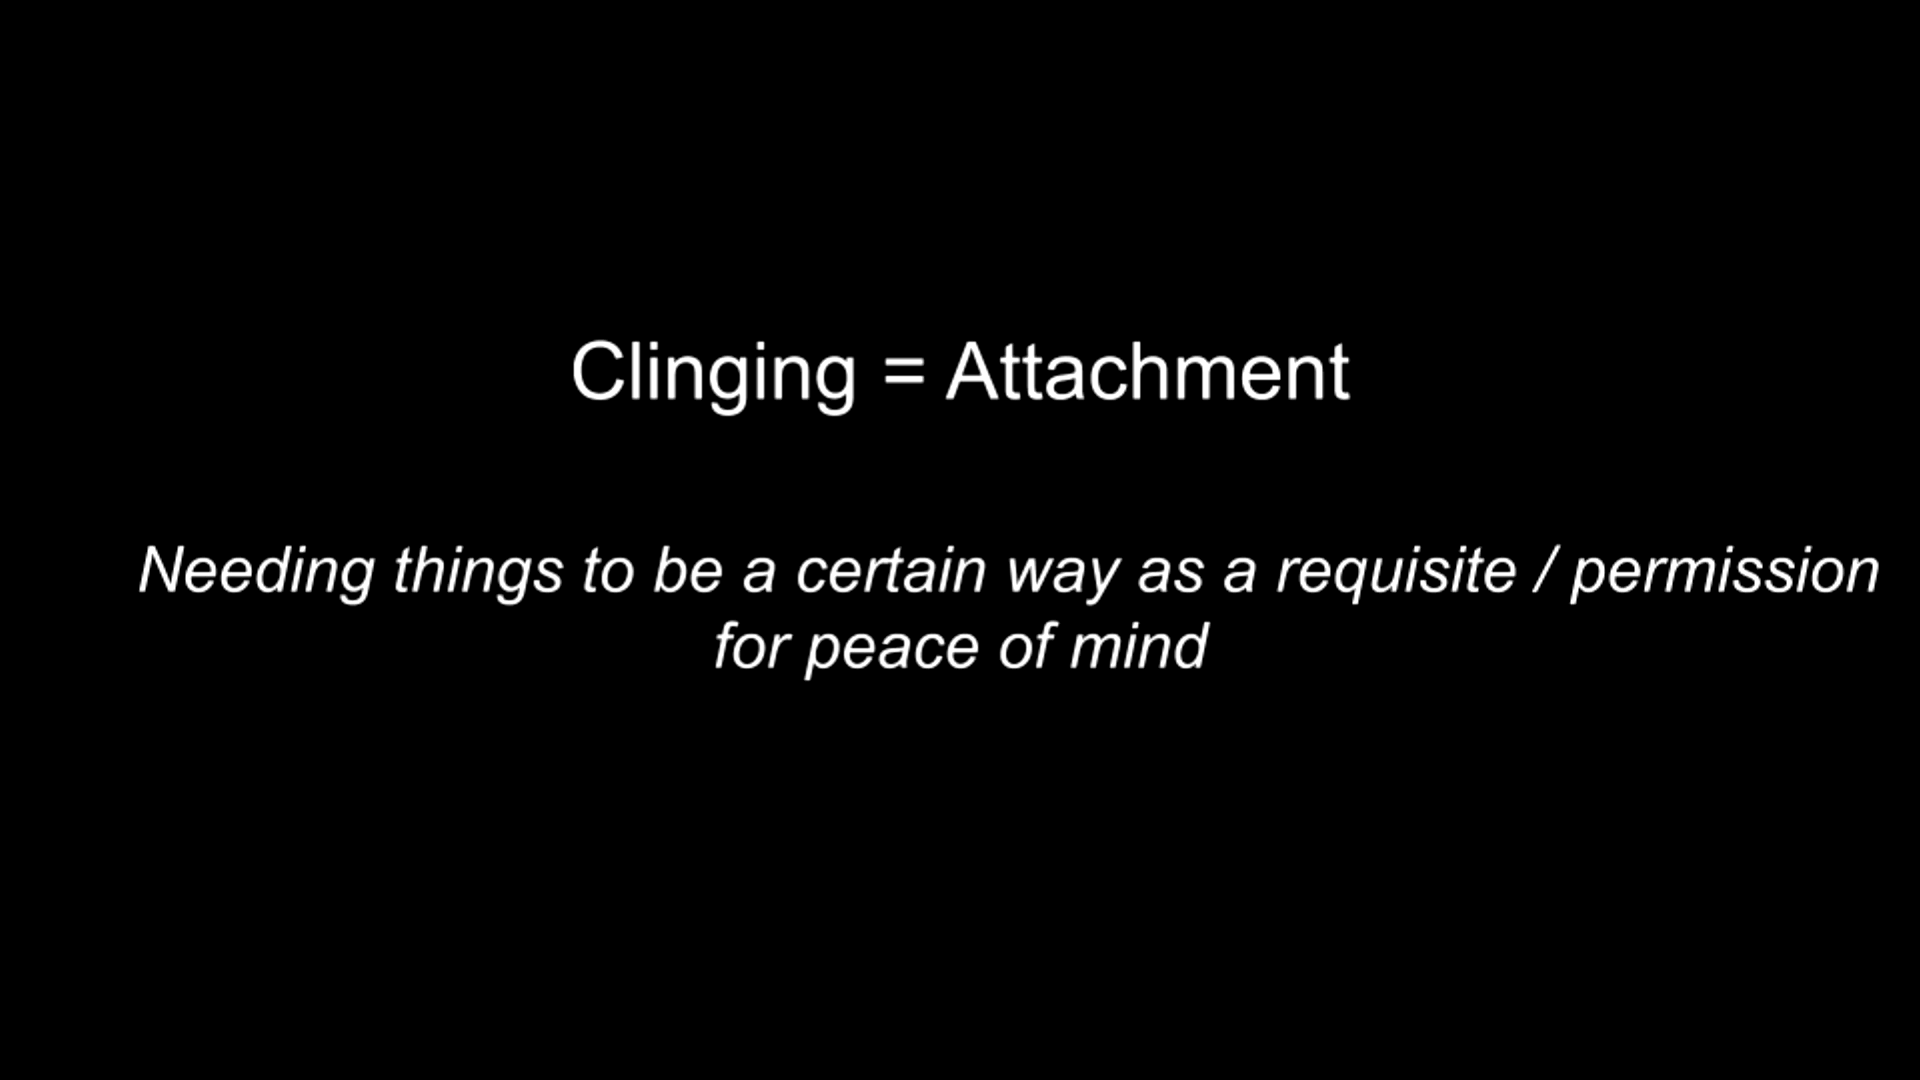 Clinging = Attachment
Needing things to be a certain way as a requisite / permission
for peace of mind